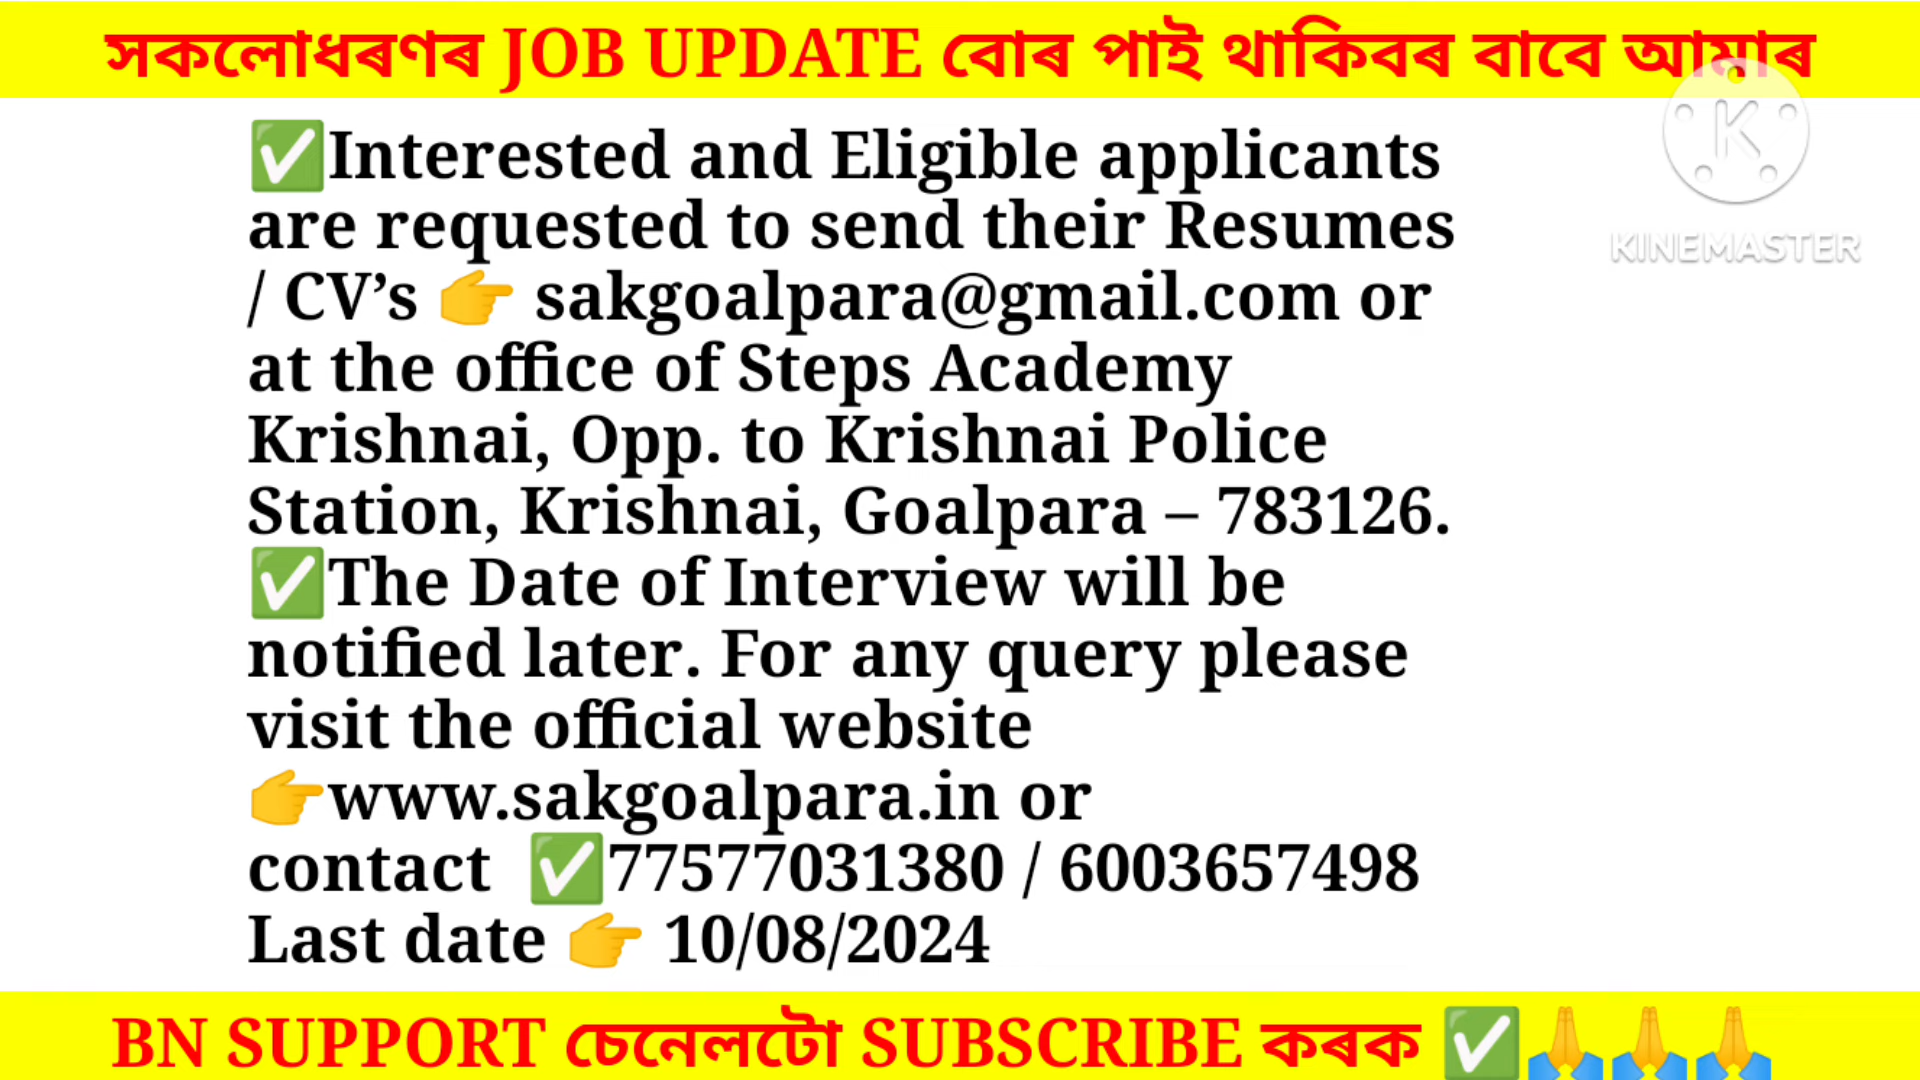 সকলোধৰণৰ JOB UPDATE বোৰ পাই থাকিবৰ বাবে আমাৰ
✅Interested and Eligible applicants
are requested to send their Resumes
/ CV’s 👉 sakgoalpara@gmail.com or
at the office of Steps Academy
Krishnai, Opp. to Krishnai Police
Station, Krishnai, Goalpara – 783126.
✅The Date of Interview will be
notified later. For any query please
visit the official website
👉www.sakgoalpara.in or
contact ✅77577031380 / 6003657498
Last date 👉 10/08/2024
BN SUPPORT চেনেলটো SUBSCRIBE কৰক ✅🙏🙏🙏
K
KINEMASTER